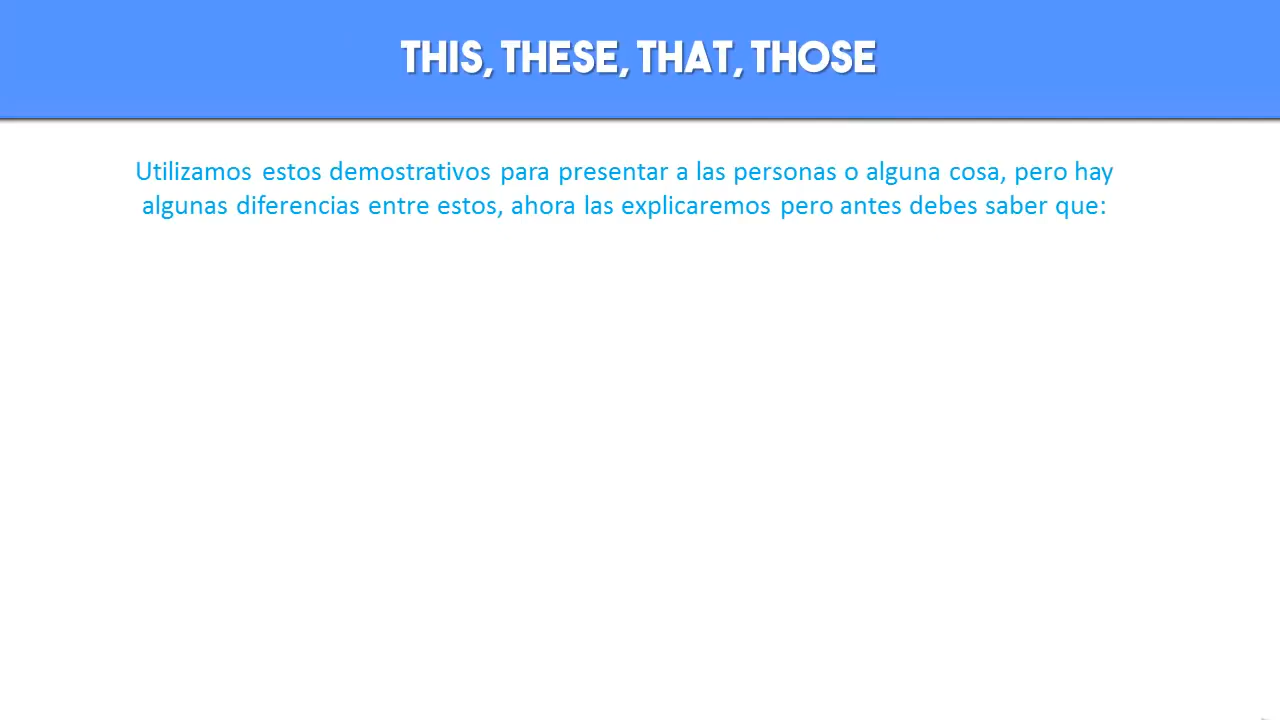 THIS, THESE, THAT, THOSE
Utilizamos estos demostrativos para presentar a las personas o alguna cosa, pero hay
algunas diferencias entre estos, ahora las explicaremos pero antes debes saber que: